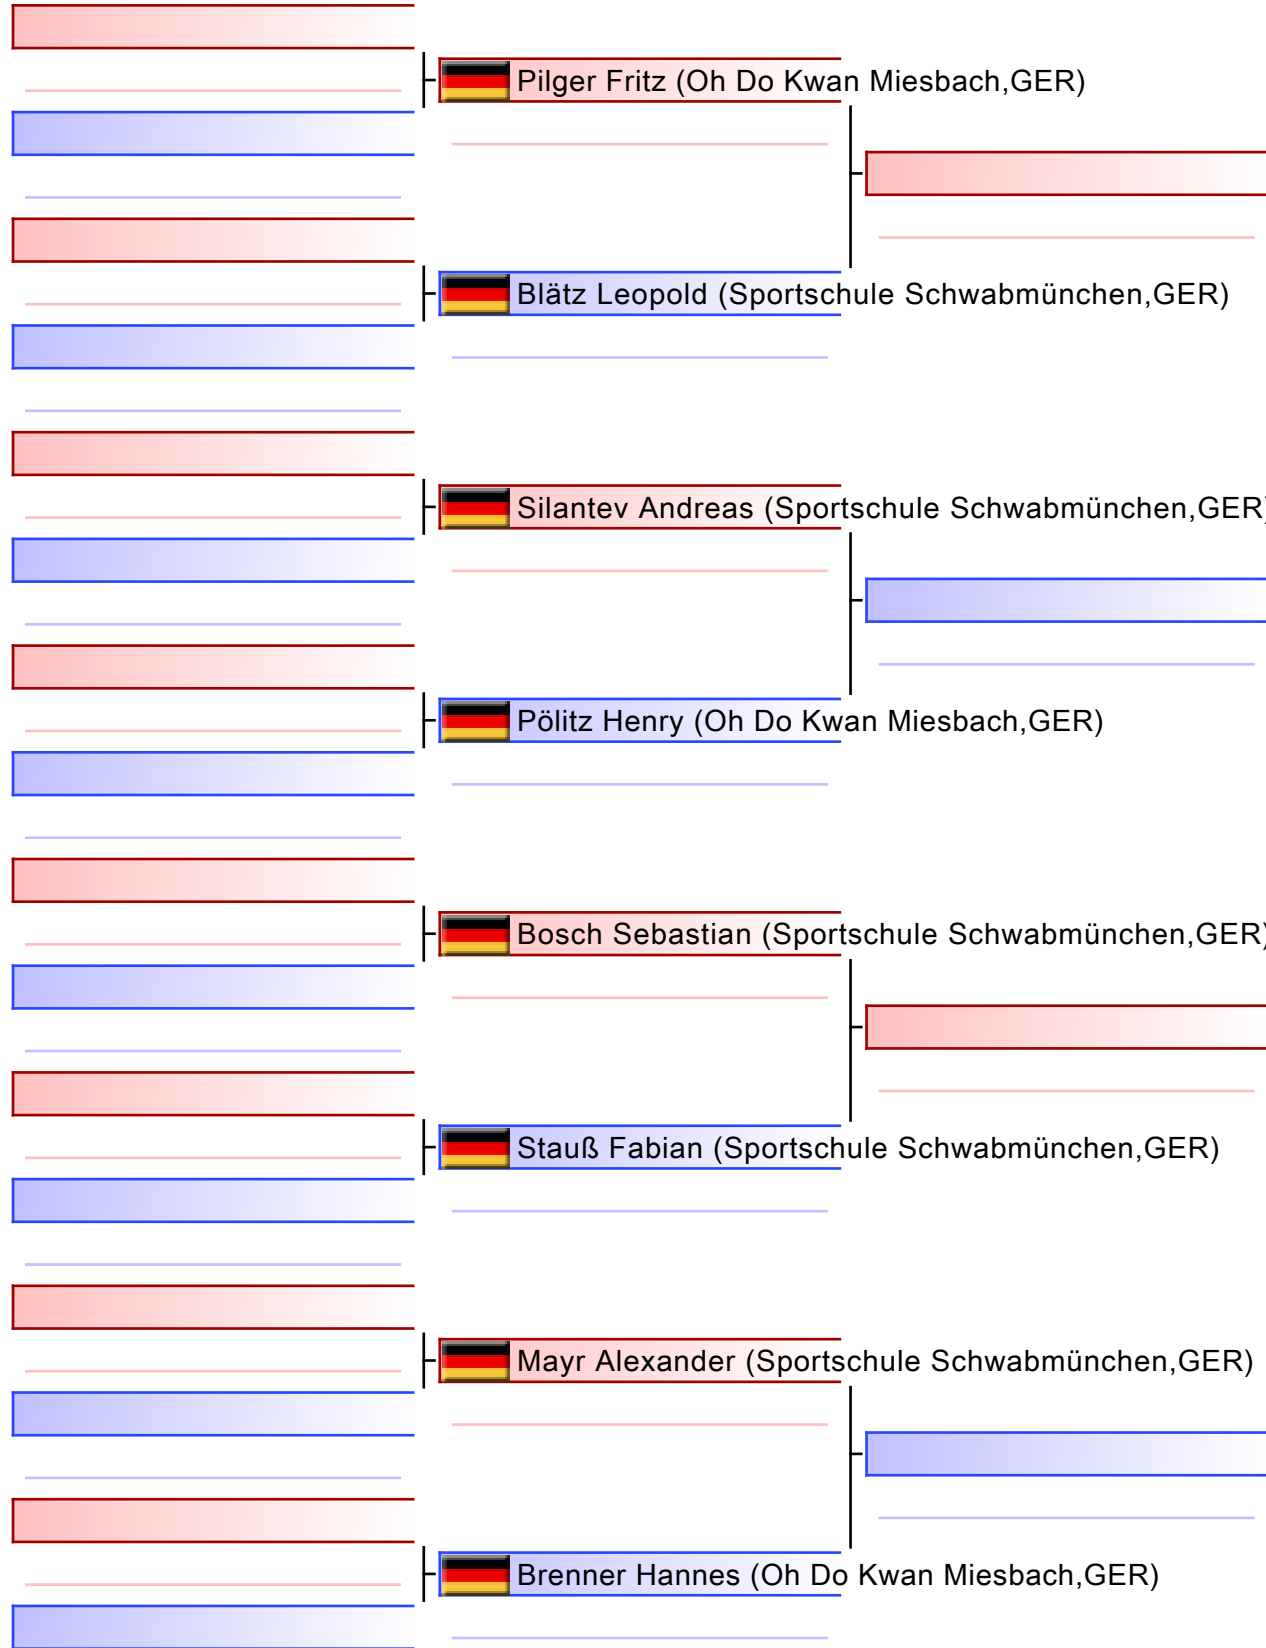 Pilger Fritz (Oh Do Kwan Miesbach,GER)
Blätz Leopold (Sportschule Schwabmünchen,GER)
Silantev Andreas (Sportschule Schwabmünchen,GER)
Pölitz Henry (Oh Do Kwan Miesbach,GER)
Bosch Sebastian (Sportschule Schwabmünchen,GER)
Stauß Fabian (Sportschule Schwabmünchen,GER)
Mayr Alexander (Sportschule Schwabmünchen,GER)
Brenner Hannes (Oh Do Kwan Miesbach,GER)